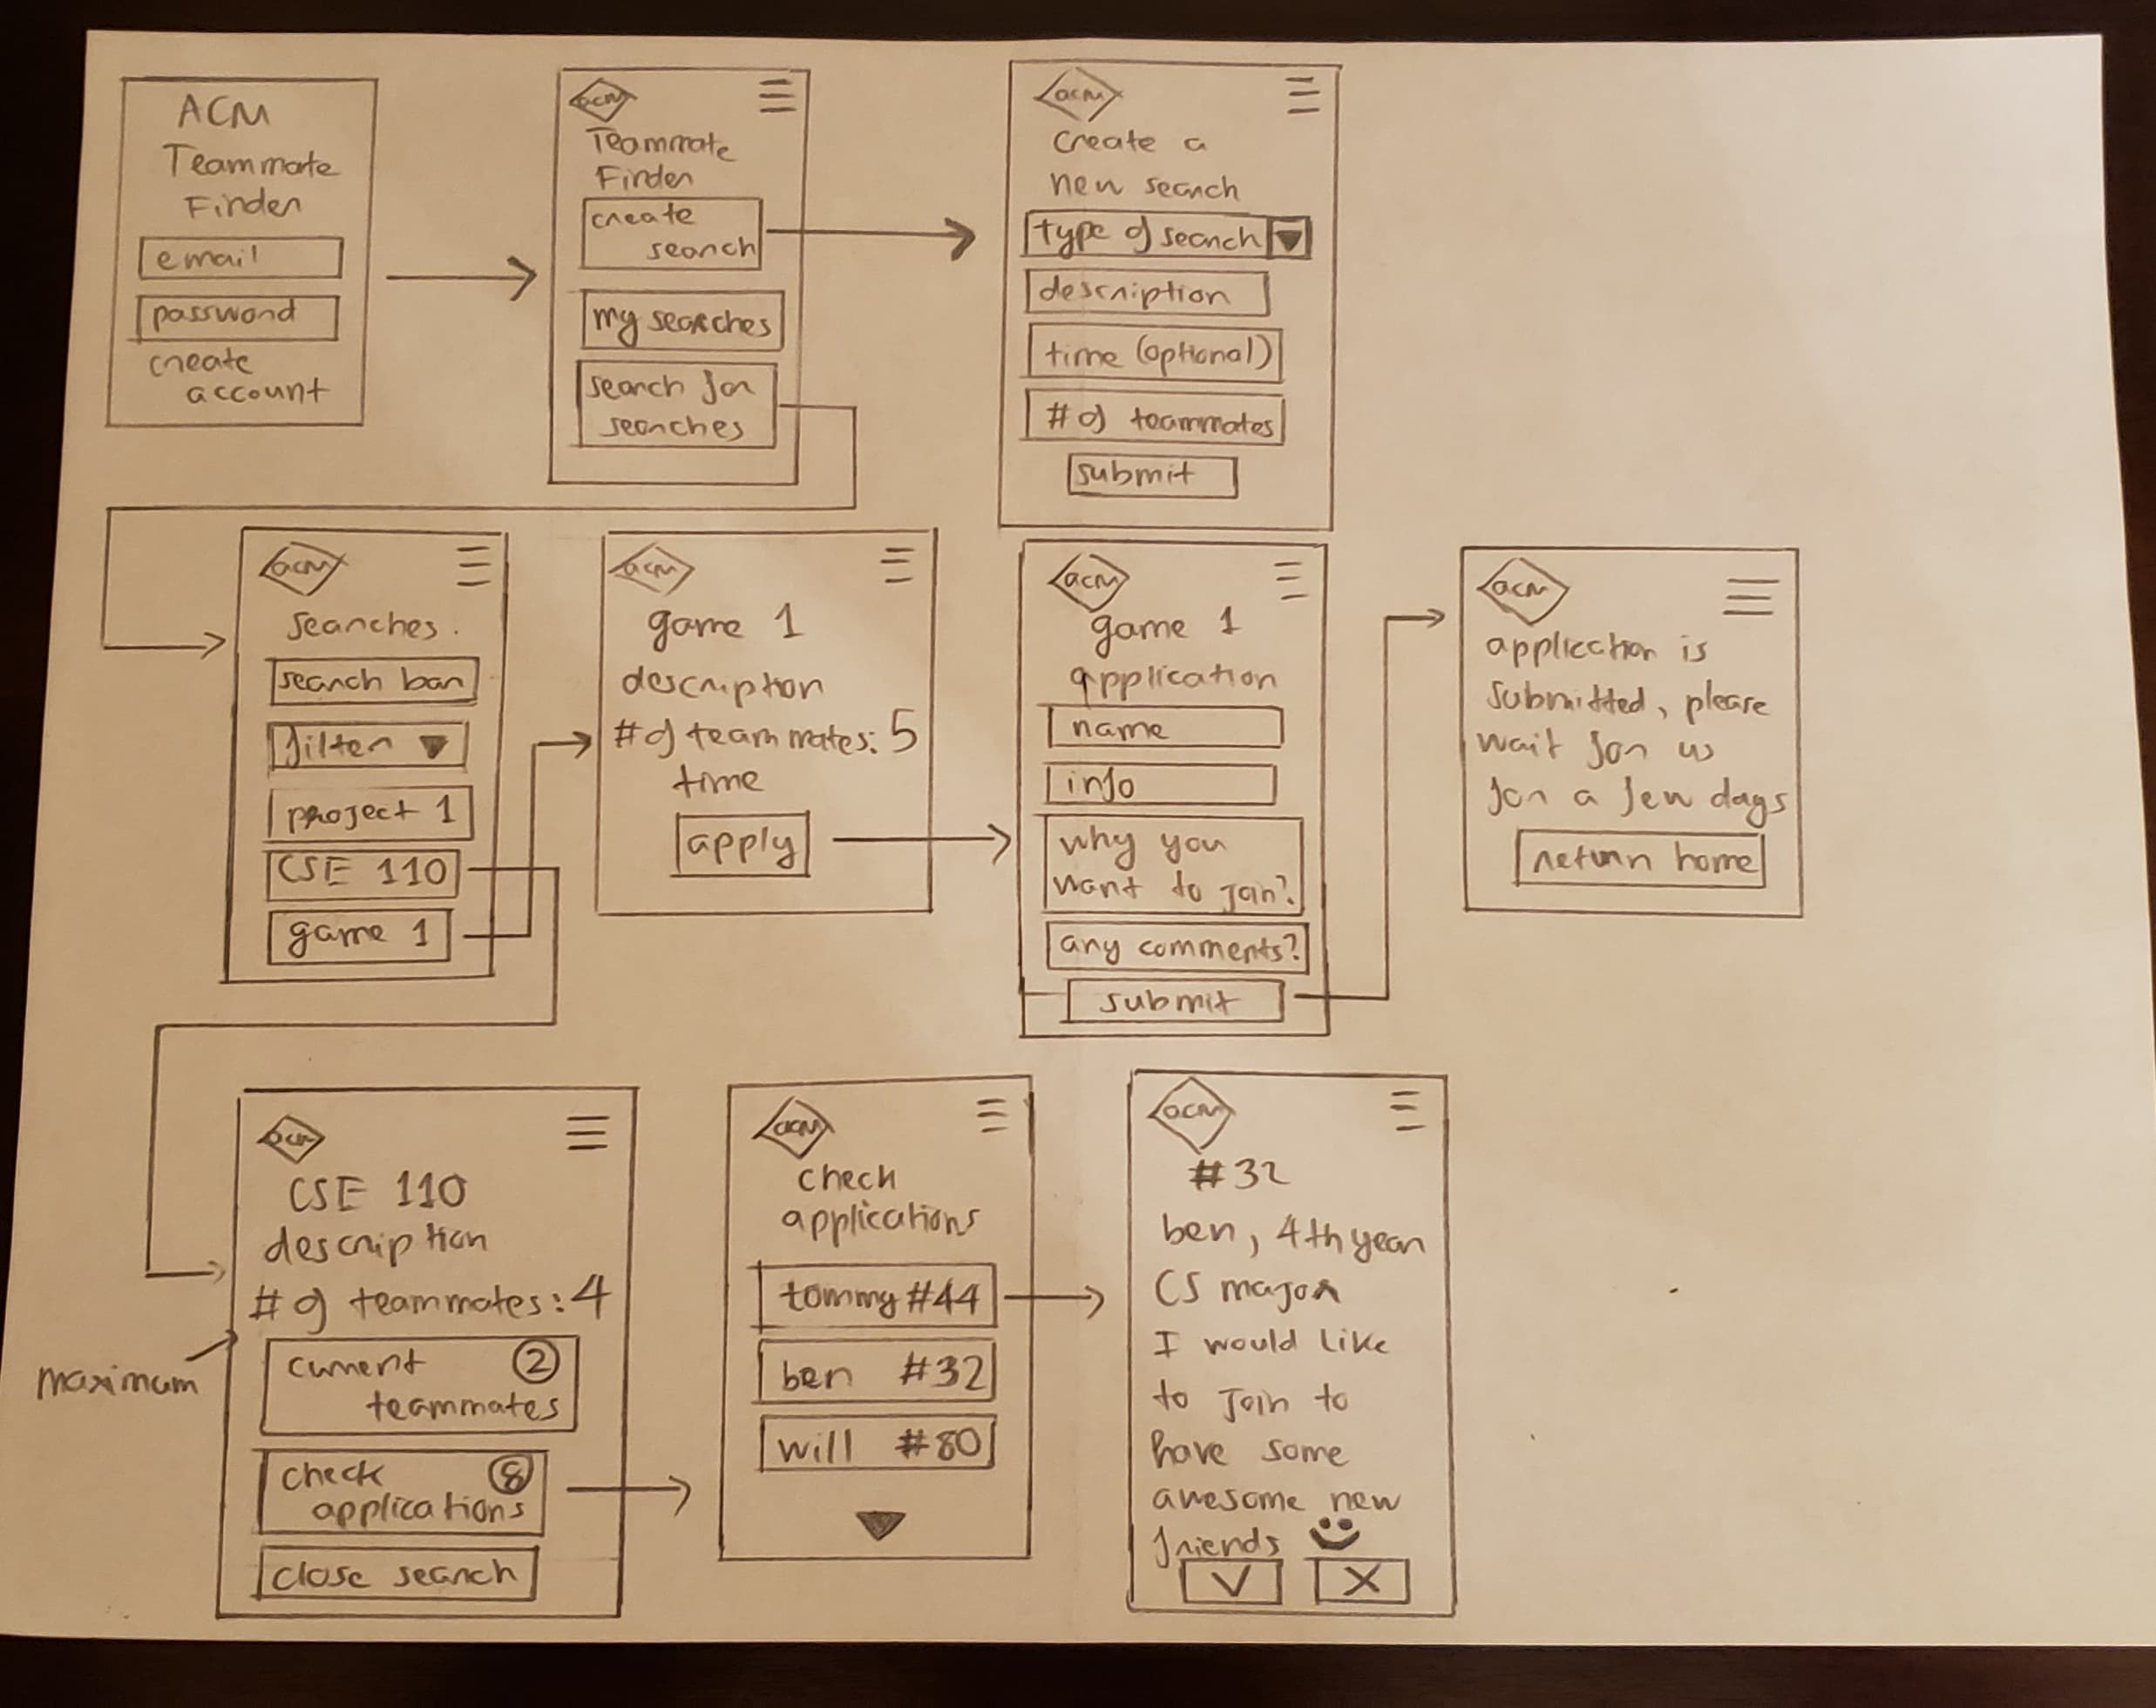 ACM
Teammate
Finder
email
password
create
account
acm
Teammate
Finder
create
search
my searches
search for
searches
acm
create a
new search
type of search
description
time (optional)
# of teammates
submit
acm
searches.
search bar
filter
project 1
CSE 110
game 1
acm
game 1
description
# of teammates: 5
time
apply
acm
game 1
application
name
info
why you
want to join?
any comments?
submit
acm
application is
submitted, please
wait for us
for a few days
return home
acm
CSE 110
description
# of teammates: 4
maximum
current 2
teammates
check 8
applications
close search
acm
check
applications
tommy #44
ben #32
will #80
acm
#32
ben, 4th year
CS major
I would like
to join to
have some
awesome new
friends
V X